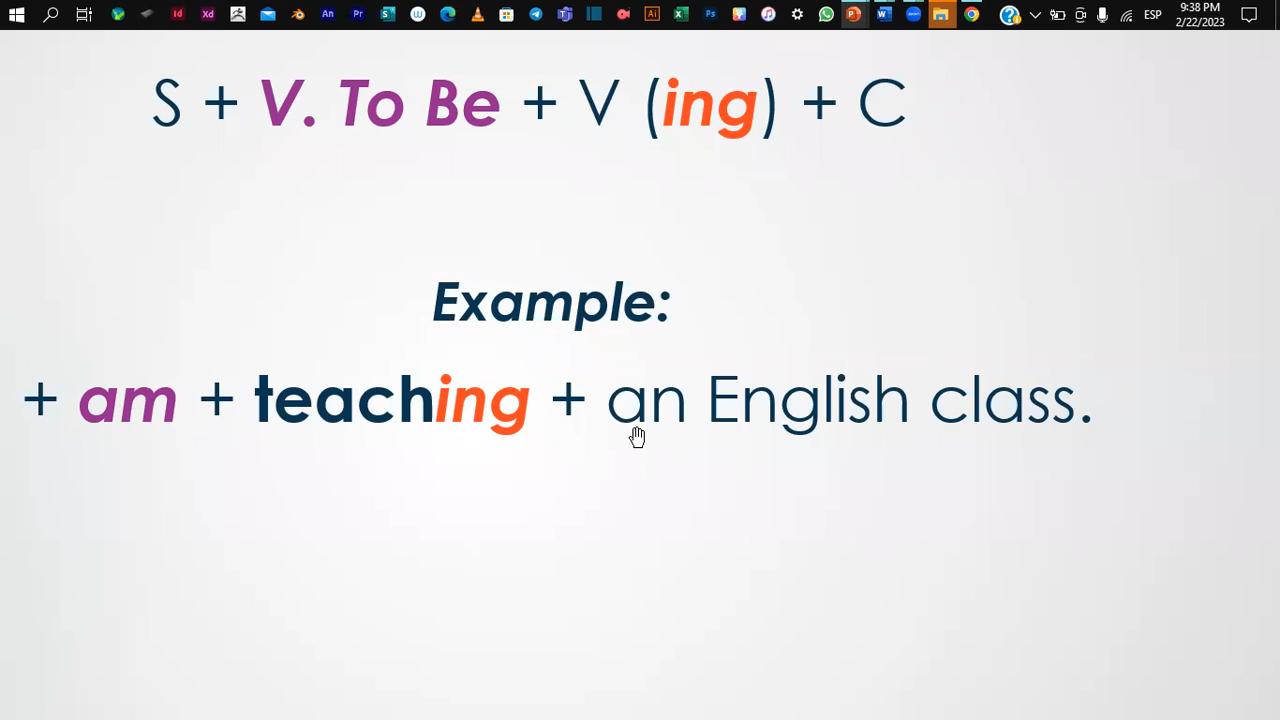 9:38 PM
ESP
2/22/2023
S + V. To Be + V (ing) + C
Example:
+ am + teaching + an English class.